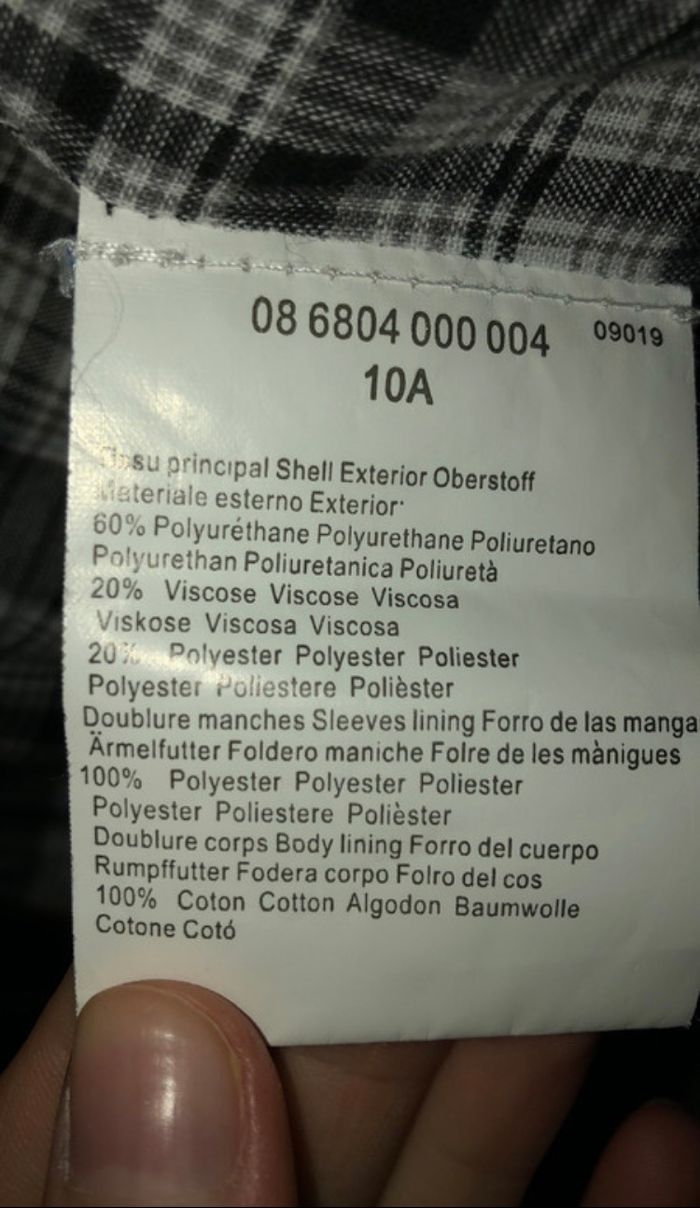 08 6804 000 004 09019
10A
principal Shell Exterior Oberstoff
Materiale esterno Exterior
60% Polyuréthane Polyurethane Poliuretano
Polyurethan Poliuretanica Poliuretà
20% Viscose Viscose Viscosa
Viskose Viscosa Viscosa
20% Polyester Polyester Poliester
Polyester Poliestere Polièster
Doublure manches Sleeves lining Forro de las manga
Ärmelfutter Foldero maniche Folre de les mànigues
100% Polyester Polyester Poliester
Polyester Poliestere Polièster
Doublure corps Body lining Forro del cuerpo
Rumpffutter Fodera corpo Folro del cos
100% Coton Cotton Algodon Baumwolle
Cotone Cotó